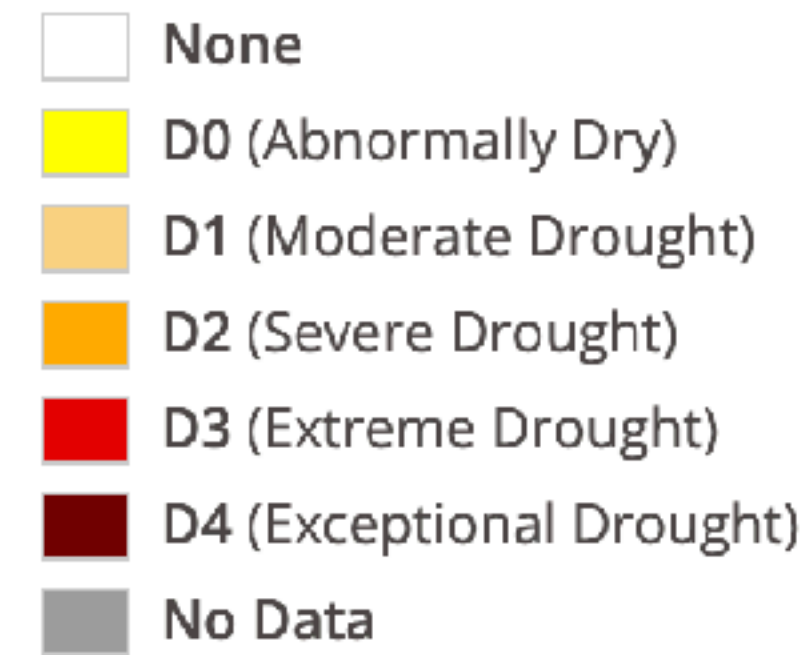 None
D0 (Abnormally Dry)
D1 (Moderate Drought)
D2 (Severe Drought)
D3 (Extreme Drought)
D4 (Exceptional Drought)
No Data